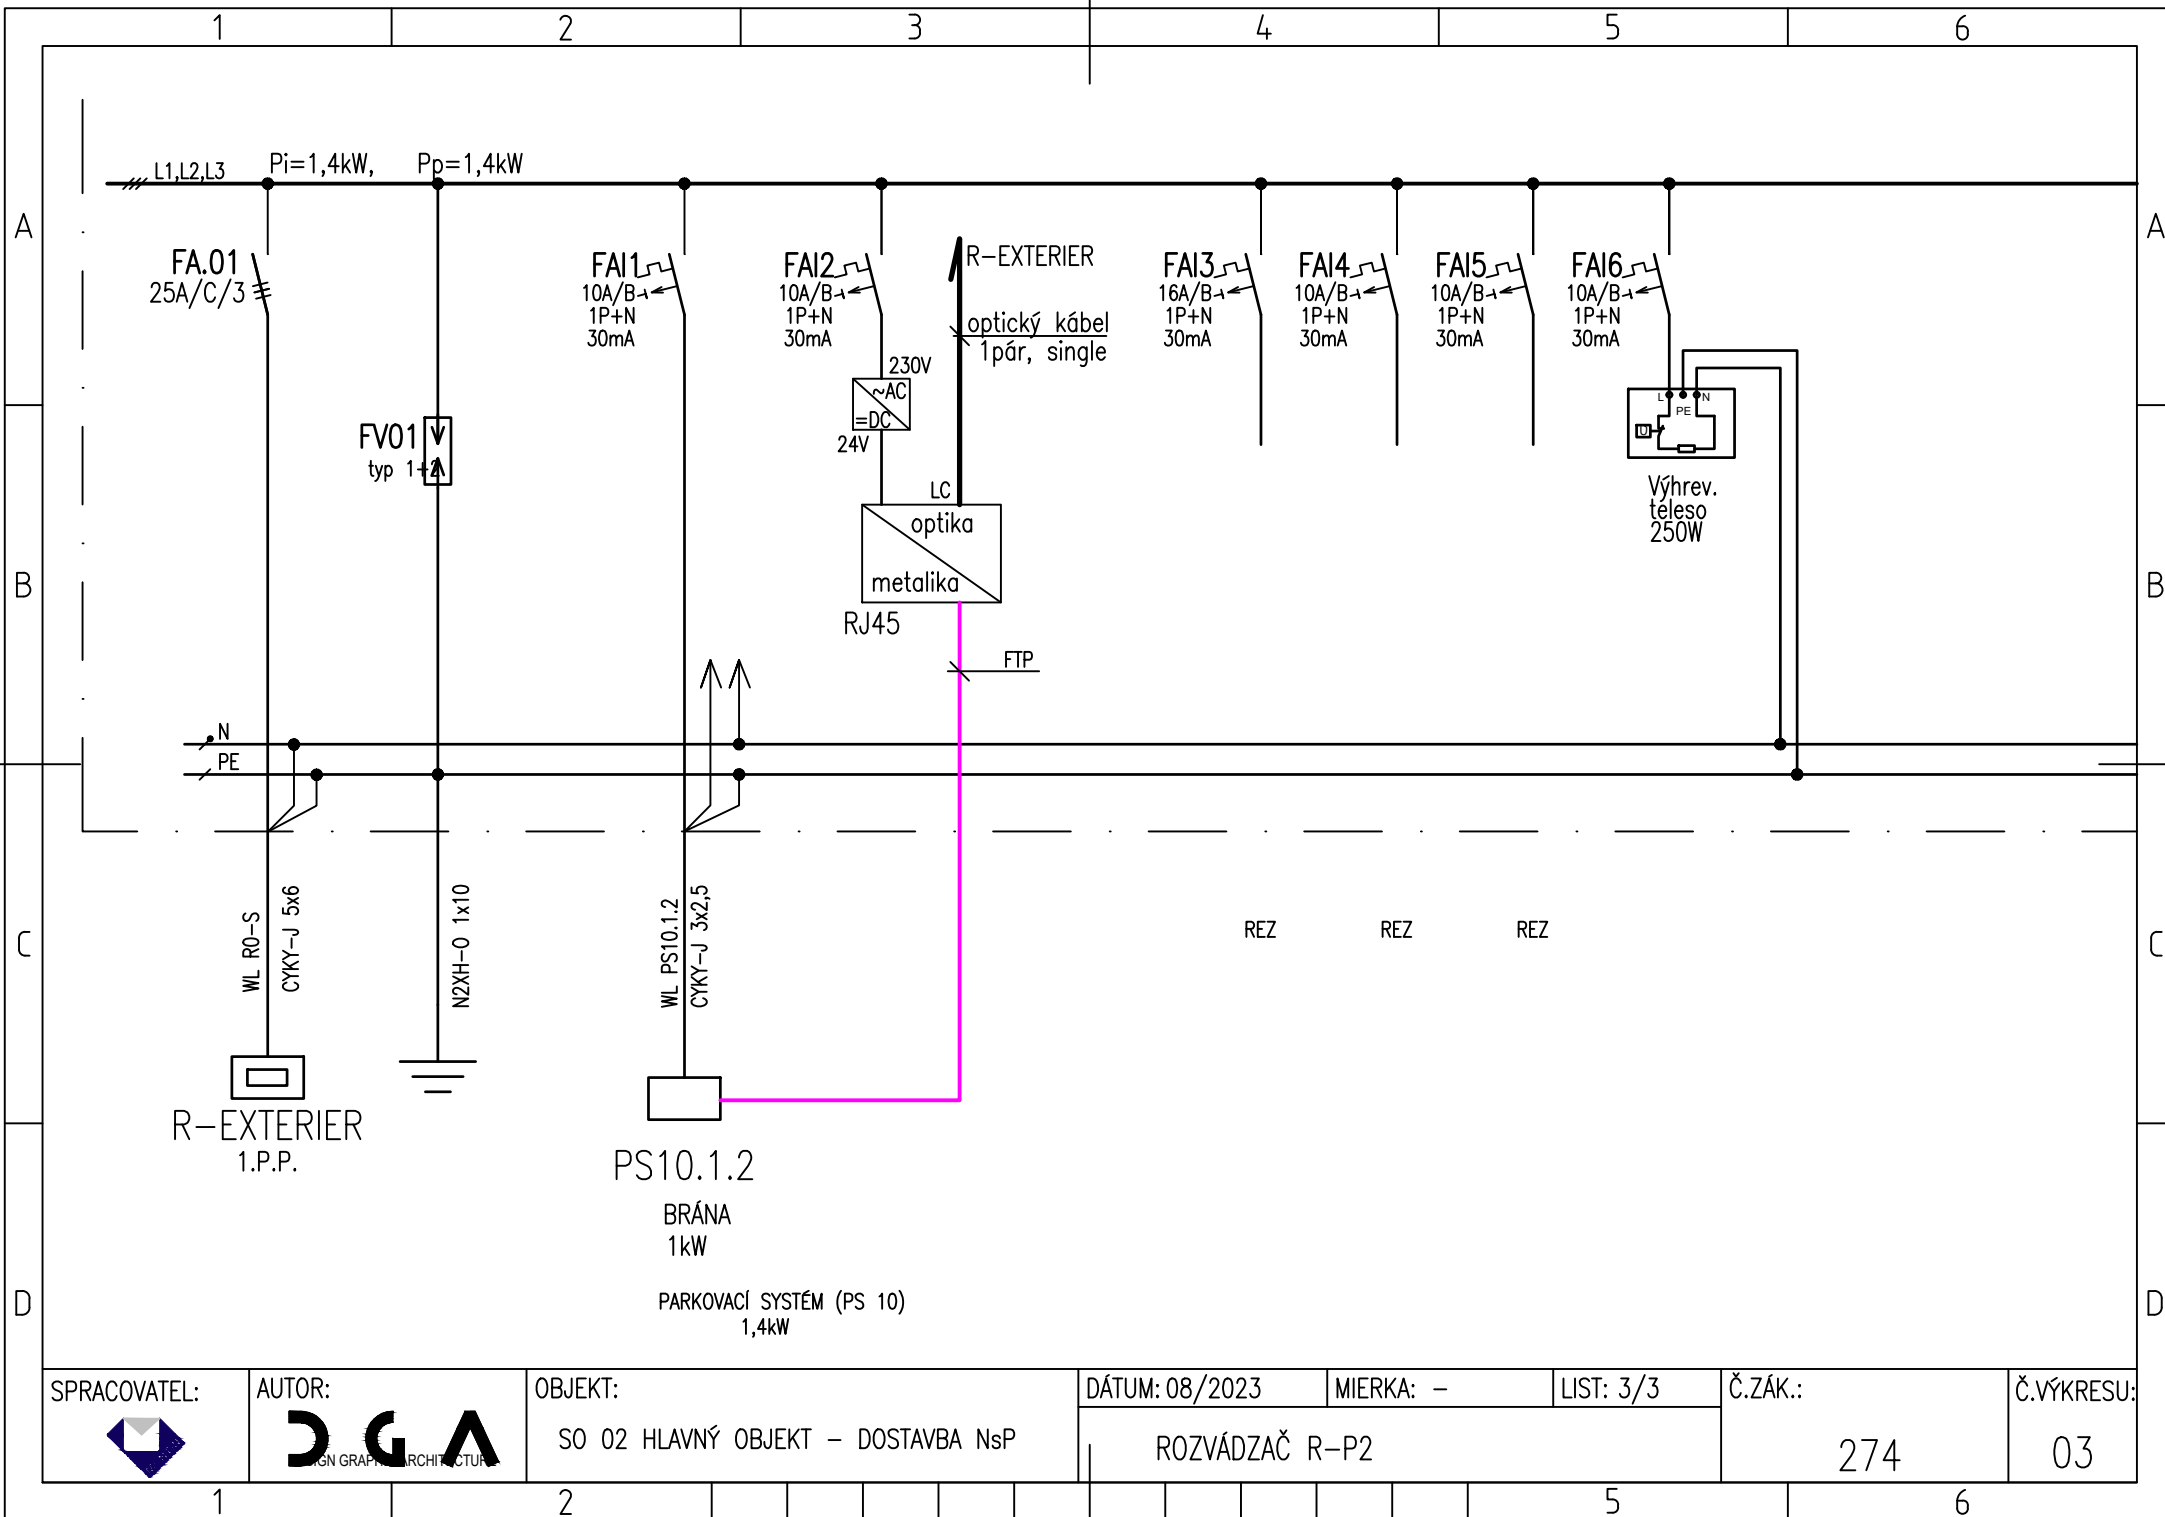 1
2
3
4
5
6
A
A
L1,L2,L3
Pi=1,4kW,
Pp=1,4kW
FA.01
25A/C/3
FAI1
10A/B
1P+N
30mA
FAI2
10A/B
1P+N
30mA
R-EXTERIER
optický kábel
1pár, single
FAI3
16A/B
1P+N
30mA
FAI4
10A/B
1P+N
30mA
FAI5
10A/B
1P+N
30mA
FAI6
10A/B
1P+N
30mA
230V
~AC
=DC
24V
L
PE
N
FV01
typ 1+2
Výhrev.
teleso
250W
LC
optika
metalika
RJ45
B
B
FTP
N
PE
C
C
WL RO-S
CYKY-J 5x6
N2XH-O 1x10
WL PS10.1.2
CYKY-J 3x2,5
REZ
REZ
REZ
R-EXTERIER
1.P.P.
PS10.1.2
BRÁNA
1kW
D
D
PARKOVACÍ SYSTÉM (PS 10)
1,4kW
SPRACOVATEL:
AUTOR:
DGA
OBJEKT:
SO 02 HLAVNÝ OBJEKT - DOSTAVBA NsP
DÁTUM: 08/2023
MIERKA: -
LIST: 3/3
ROZVÁDZAČ R-P2
Č.ZÁK.:
274
Č.VÝKRESU:
03
1
2
5
6